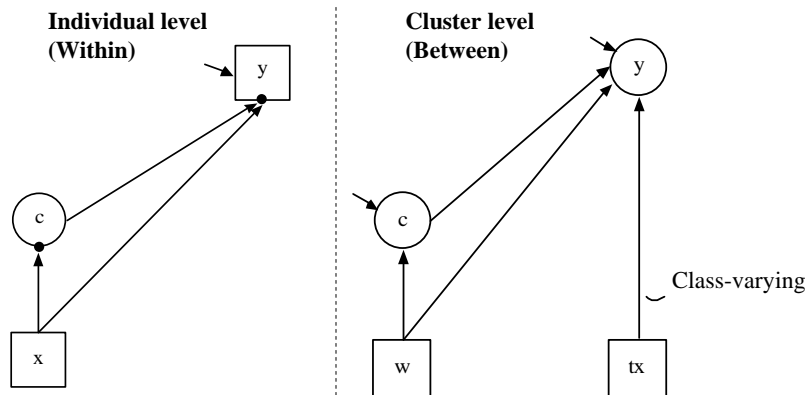 Individual level
(Within)
y
c
x
Cluster level
(Between)
y
c
Class-varying
w
tx